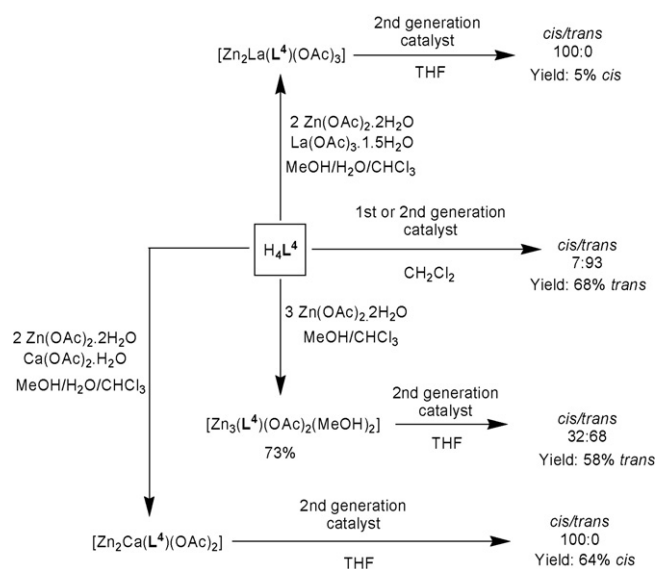 2nd generation
catalyst
[Zn₂La(L⁴)(OAc)₃]
THF
cis/trans
100:0
Yield: 5% cis
2 Zn(OAc)₂.2H₂O
La(OAc)₃.1.5H₂O
MeOH/H₂O/CHCl₃
1st or 2nd generation
catalyst
H₄L⁴
CH₂Cl₂
cis/trans
7:93
Yield: 68% trans
2 Zn(OAc)₂.2H₂O
Ca(OAc)₂.H₂O
MeOH/H₂O/CHCl₃
3 Zn(OAc)₂.2H₂O
MeOH/CHCl₃
2nd generation
catalyst
[Zn₃(L⁴)(OAc)₂(MeOH)₂]
73%
THF
cis/trans
32:68
Yield: 58% trans
2nd generation
catalyst
[Zn₂Ca(L⁴)(OAc)₂]
THF
cis/trans
100:0
Yield: 64% cis